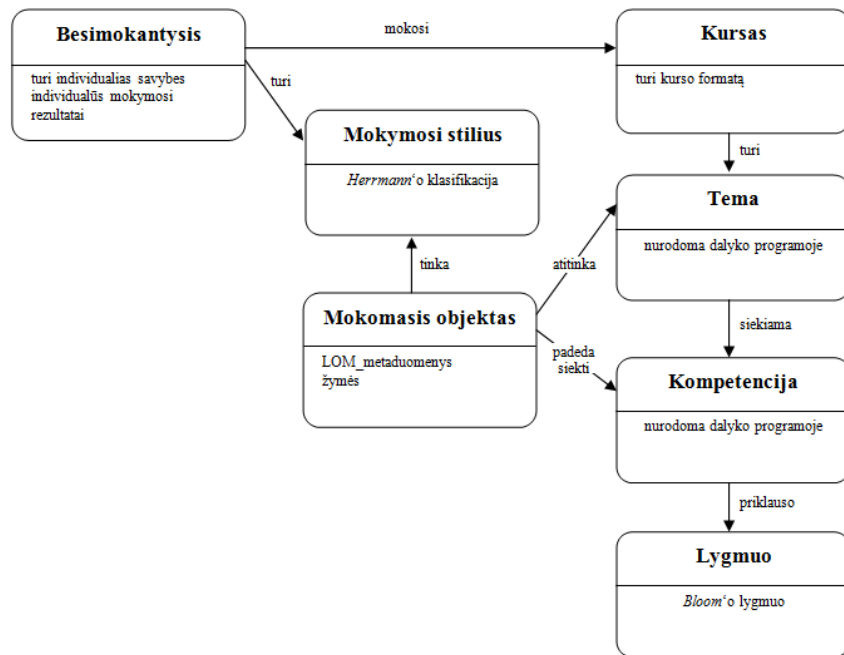 Besimokantysis
turi individualias savybes
individualūs mokymosi
rezultatai
mokosi
Kursas
turi kurso formatą
turi
Mokymosi stilius
Herrmann‘o klasifikacija
turi
Tema
nurodoma dalyko programoje
tinka
atitinka
Mokomasis objektas
LOM_metaduomenys
žymės
siekiama
padeda
siekti
Kompetencija
nurodoma dalyko programoje
priklauso
Lygmuo
Bloom‘o lygmuo